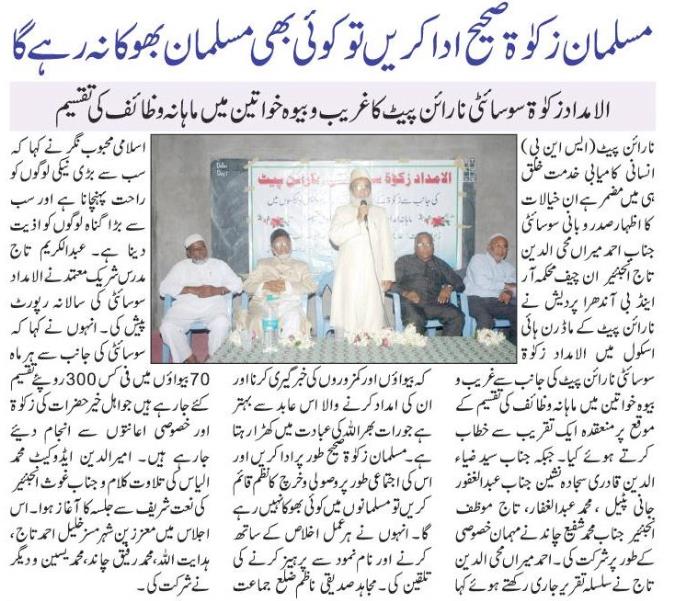 مسلمان زکوٰۃ صحیح ادا کریں تو کوئی بھی مسلمان بھوکا نہ رہے گا
الامداد زکوٰۃ سوسائٹی نارائن پیٹ کا غریب و بیوہ خواتین میں ماہانہ وظائف کی تقسیم
نارائن پیٹ (ایس این بی)
انسانی کامیابی خدمت خلق
ہی میں مضمر ہے ان خیالات
کا اظہار صدر و بانی سوسائٹی
جناب احمد میراں محی الدین
تاج انجینئر ان چیف محکمہ آر
اینڈ بی آندھرا پردیش نے
نارائن پیٹ کے ماڈرن ہائی
اسکول میں الامداد زکوٰۃ
سوسائٹی نارائن پیٹ کی جانب سے غریب و
بیوہ خواتین میں ماہانہ وظائف کی تقسیم کے
موقع پر منعقدہ ایک تقریب سے خطاب
کرتے ہوئے کیا۔ جبکہ جناب سید ضیاء
الدین قادری سجادہ نشین جناب عبدالغفور
جانی پٹیل، محمد عبدالغفار، تاج موظف
انجینئر جناب محمد شفیع چاند نے مہمان خصوصی
کے طور پر شرکت کی۔ احمد میراں محی الدین
تاج نے سلسلہ تقریر جاری رکھتے ہوئے کہا
کہ بیواؤں اور کمزوروں کی خبر گیری کرنا اور
ان کی امداد کرنے والا اس عابد سے بہتر
ہے جو رات بھر اللہ کی عبادت میں کھڑا رہتا
ہے۔ مسلمان زکوٰۃ صحیح طور پر ادا کریں اور
اس کی اجتماعی طور پر وصولی و خرچ کا نظم قائم
کریں تو مسلمانوں میں کوئی بھوکا نہیں رہے
گا۔ انہوں نے ہر عمل اخلاص کے ساتھ
کرنے اور نام نمود سے پرہیز کرنے کی
تلقین کی۔ مجاہد صدیقی ناظم ضلع جماعت
اسلامی محبوب نگر نے کہا کہ
سب سے بڑی نیکی لوگوں کو
راحت پہنچانا ہے اور سب
سے بڑا گناہ لوگوں کو اذیت
دینا ہے۔ عبدالکریم تاج
مدرس شریک معتمد نے الامداد
سوسائٹی کی سالانہ رپورٹ
پیش کی۔ انہوں نے کہا کہ
سوسائٹی کی جانب سے ہر ماہ
70 بیواؤں میں فی کس 300 روپئے تقسیم
کئے جا رہے ہیں جو اہل خیر حضرات کی زکوٰۃ
اور خصوصی اعانتوں سے انجام دیئے
جا رہے ہیں۔ امیر الدین ایڈوکیٹ محمد
الیاس کی تلاوت کلام و جناب غوث انجینئر
کی نعت شریف سے جلسہ کا آغاز ہوا۔ اس
اجلاس میں معززین شہر مسرز خلیل احمد تاج،
ہدایت اللہ، محمد رفیق چاند، محمد یسین و دیگر
نے شرکت کی۔
الامداد زکوٰۃ نارائن پیٹ
کی جانب سے